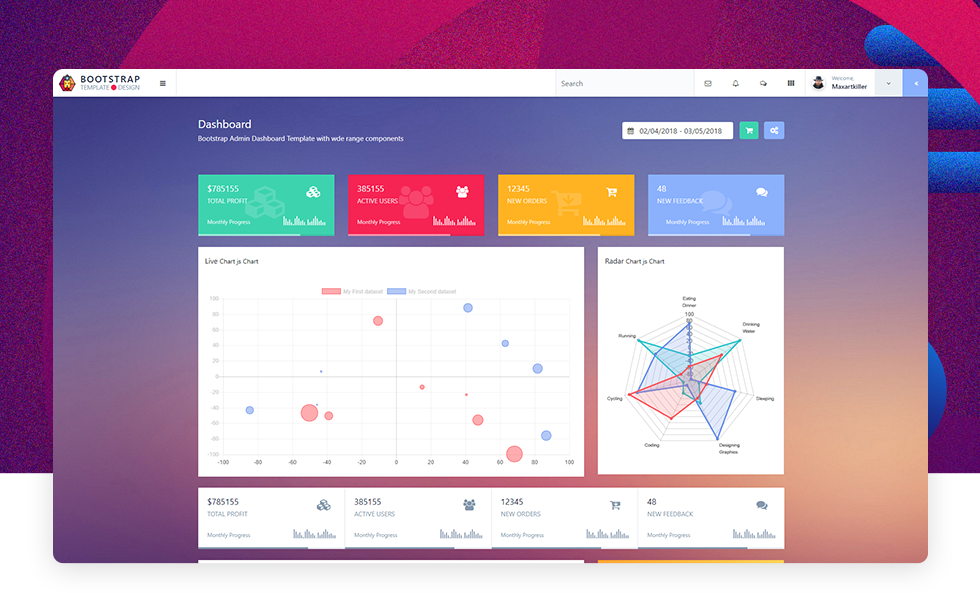 BOOTSTRAP
TEMPLATE DESIGN
Search
Welcome,
Maxartkiller
Dashboard
Bootstrap Admin Dashboard Template with wde range components
02/04/2018 - 03/05/2018
$785155
TOTAL PROFIT
Monthly Progress
385155
ACTIVE USERS
Monthly Progress
12345
NEW ORDERS
Monthly Progress
48
NEW FEEDBACK
Monthly Progress
Live Chart js Chart
My First dataset My Second dataset
100
80
60
40
20
0
-20
-40
-60
-80
-100
-100 -80 -60 -40 -20 0 20 40 60 80 100
Radar Chart js Chart
Eating
Dinner
Drinking
Water
Sleeping
Designing
Graphics
Coding
Cycling
Running
100
80
60
40
20
$785155
TOTAL PROFIT
Monthly Progress
385155
ACTIVE USERS
Monthly Progress
12345
NEW ORDERS
Monthly Progress
48
NEW FEEDBACK
Monthly Progress